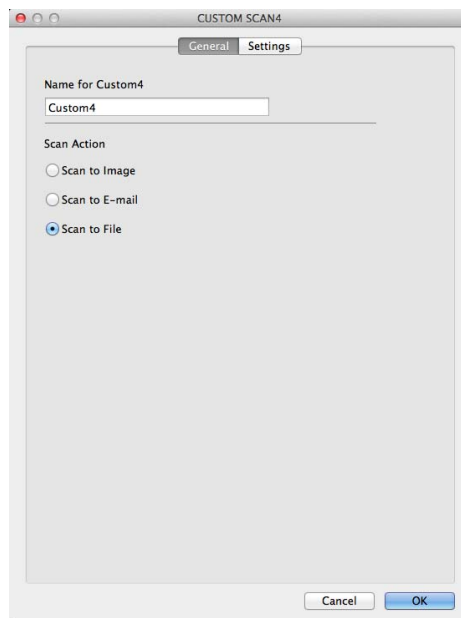 CUSTOM SCAN4
General Settings
Name for Custom4
Custom4
Scan Action
Scan to Image
Scan to E-mail
Scan to File
Cancel OK